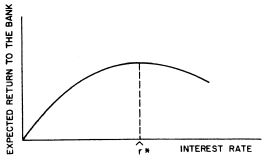 EXPECTED RETURN TO THE BANK
r̂*
INTEREST RATE